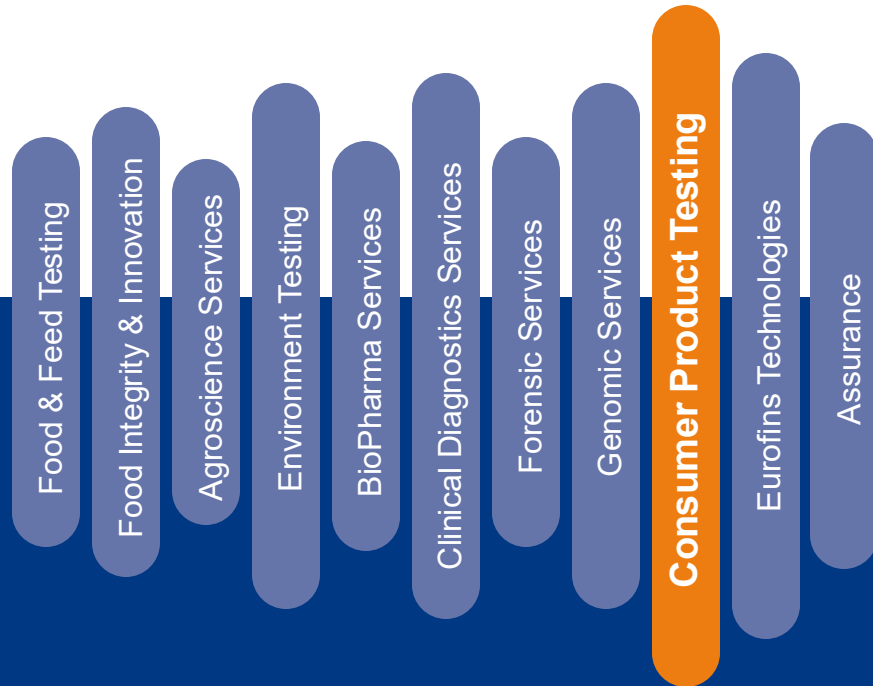 Food & Feed Testing
Food Integrity & Innovation
Agroscience Services
Environment Testing
BioPharma Services
Clinical Diagnostics Services
Forensic Services
Genomic Services
Consumer Product Testing
Eurofins Technologies
Assurance